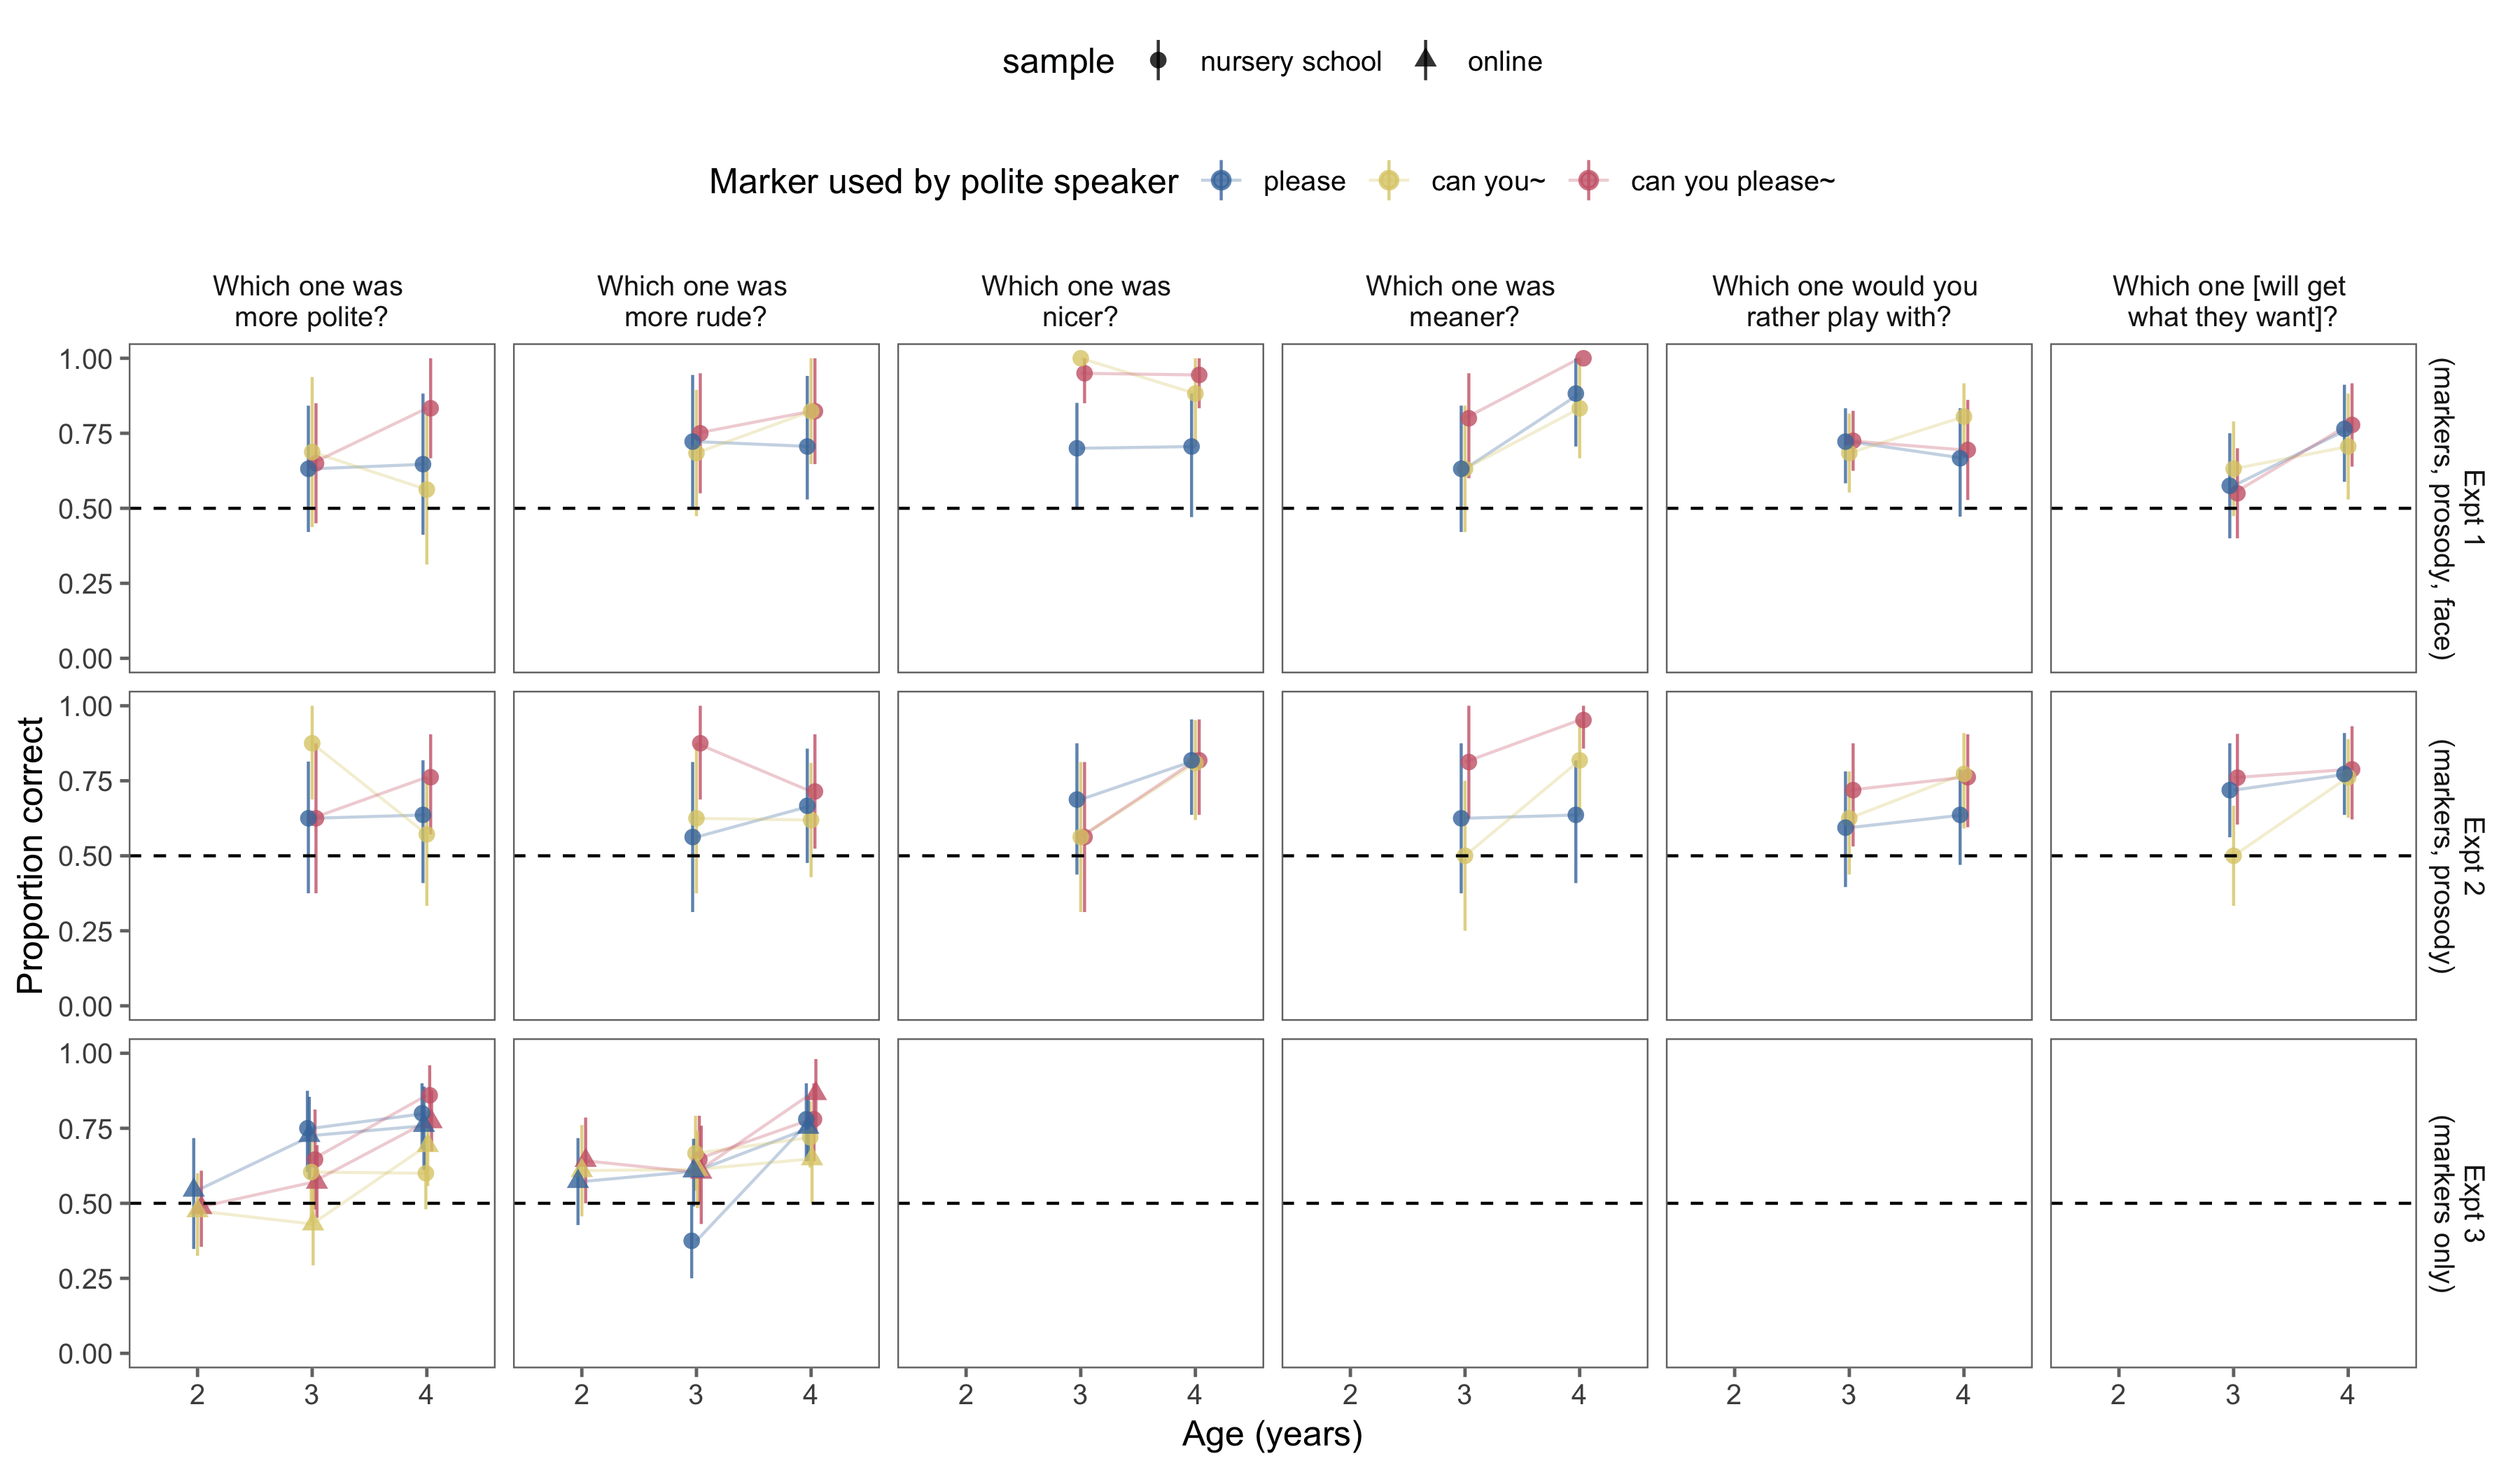 sample nursery school online
Marker used by polite speaker please can you~ can you please~
Which one was
more polite?
Which one was
more rude?
Which one was
nicer?
Which one was
meaner?
Which one would you
rather play with?
Which one [will get
what they want]?
Proportion correct
1.00
0.75
0.50
0.25
0.00
Expt 1
(markers, prosody, face)
1.00
0.75
0.50
0.25
0.00
Expt 2
(markers, prosody)
1.00
0.75
0.50
0.25
0.00
Expt 3
(markers only)
2 3 4 2 3 4 2 3 4 2 3 4 2 3 4 2 3 4
Age (years)